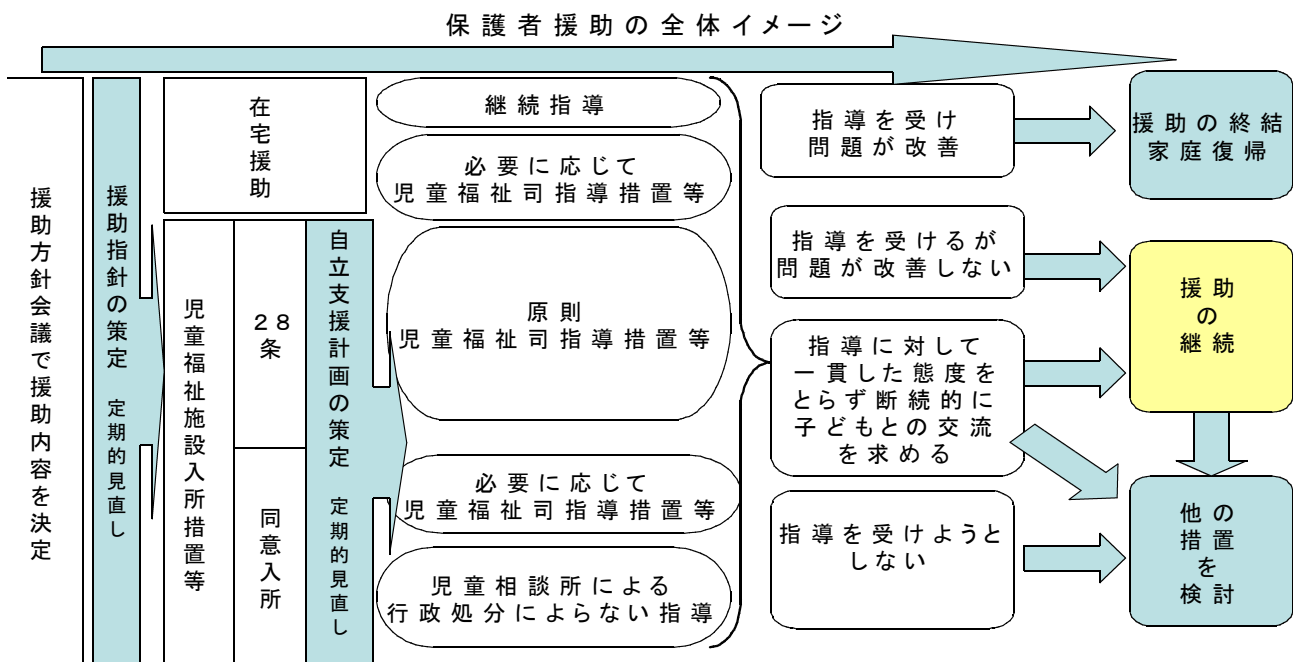 保護者援助の全体イメージ
援助方針会議で援助内容を決定
援助指針の策定 定期的見直し
在宅援助
児童福祉施設入所措置等
２８
条
同意入所
自立支援計画の策定 定期的見直し
継続指導
必要に応じて
児童福祉司指導措置等
原則
児童福祉司指導措置等
必要に応じて
児童福祉司指導措置等
児童相談所による
行政処分によらない指導
指導を受け
問題が改善
指導を受けるが
問題が改善しない
指導に対して
一貫した態度を
とらず断続的に
子どもとの交流
を求める
指導を受けようと
しない
援助の終結
家庭復帰
援助
の
継続
他の
措置
を
検討